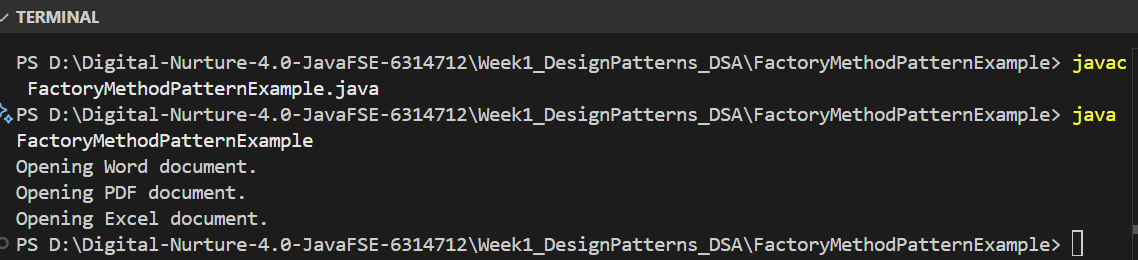 TERMINAL
PS D:\Digital-Nurture-4.0-JavaFSE-6314712\Week1_DesignPatterns_DSA\FactoryMethodPatternExample> javac
FactoryMethodPatternExample.java
PS D:\Digital-Nurture-4.0-JavaFSE-6314712\Week1_DesignPatterns_DSA\FactoryMethodPatternExample> java
FactoryMethodPatternExample
Opening Word document.
Opening PDF document.
Opening Excel document.
PS D:\Digital-Nurture-4.0-JavaFSE-6314712\Week1_DesignPatterns_DSA\FactoryMethodPatternExample>